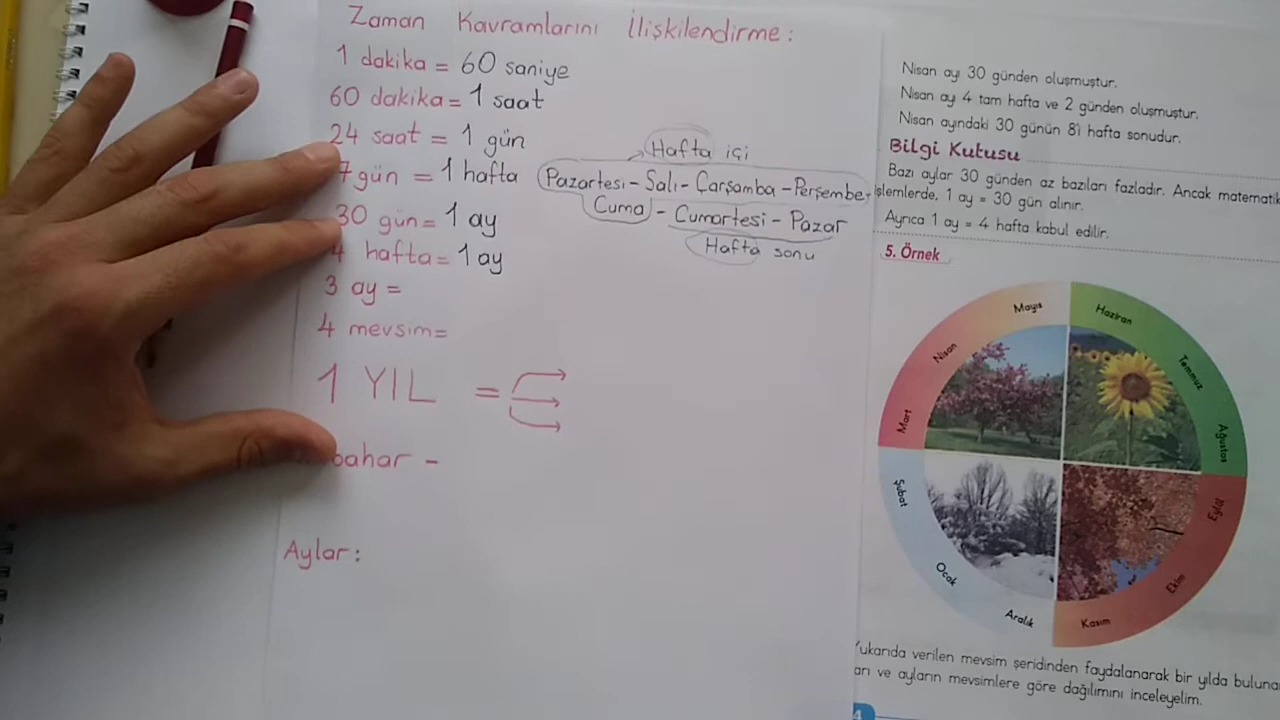 Zaman Kavramlarını İlişkilendirme:
1 dakika = 60 saniye
60 dakika = 1 saat
24 saat = 1 gün
7 gün = 1 hafta
30 gün = 1 ay
4 hafta = 1 ay
3 ay =
4 mevsim =
1 YIL =
bahar -
Aylar:
Hafta içi
Pazartesi - Salı - Çarşamba - Perşembe -
Cuma - Cumartesi - Pazar
Hafta sonu
Nisan ayı 30 günden oluşmuştur.
Nisan ayı 4 tam hafta ve 2 günden oluşmuştur.
Nisan ayındaki 30 günün 8'i hafta sonudur.
Bilgi Kutusu
Bazı aylar 30 günden az bazıları fazladır. Ancak matematik
işlemlerde, 1 ay = 30 gün alınır.
Ayrıca 1 ay = 4 hafta kabul edilir.
5. Örnek
Mayıs
Haziran
Nisan
Temmuz
Mart
Ağustos
Şubat
Eylül
Ocak
Ekim
Aralık
Kasım
Yukarıda verilen mevsim şeridinden faydalanarak bir yılda
ve ayların mevsimlere göre dağılımını inceleyelim.